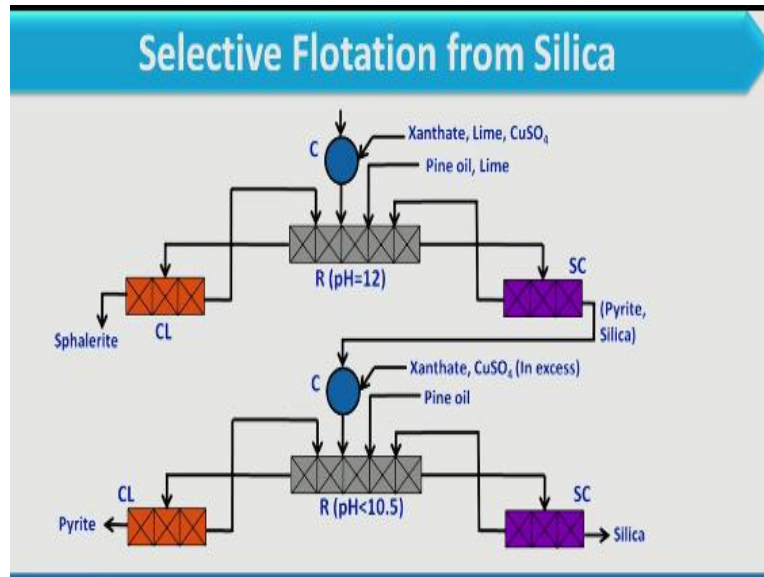 Selective Flotation from Silica
C
Xanthate, Lime, CuSO₄
Pine oil, Lime
R (pH=12)
SC
CL
Sphalerite
(Pyrite,
Silica)
C
Xanthate, CuSO₄ (In excess)
Pine oil
CL
R (pH<10.5)
SC
Pyrite
Silica